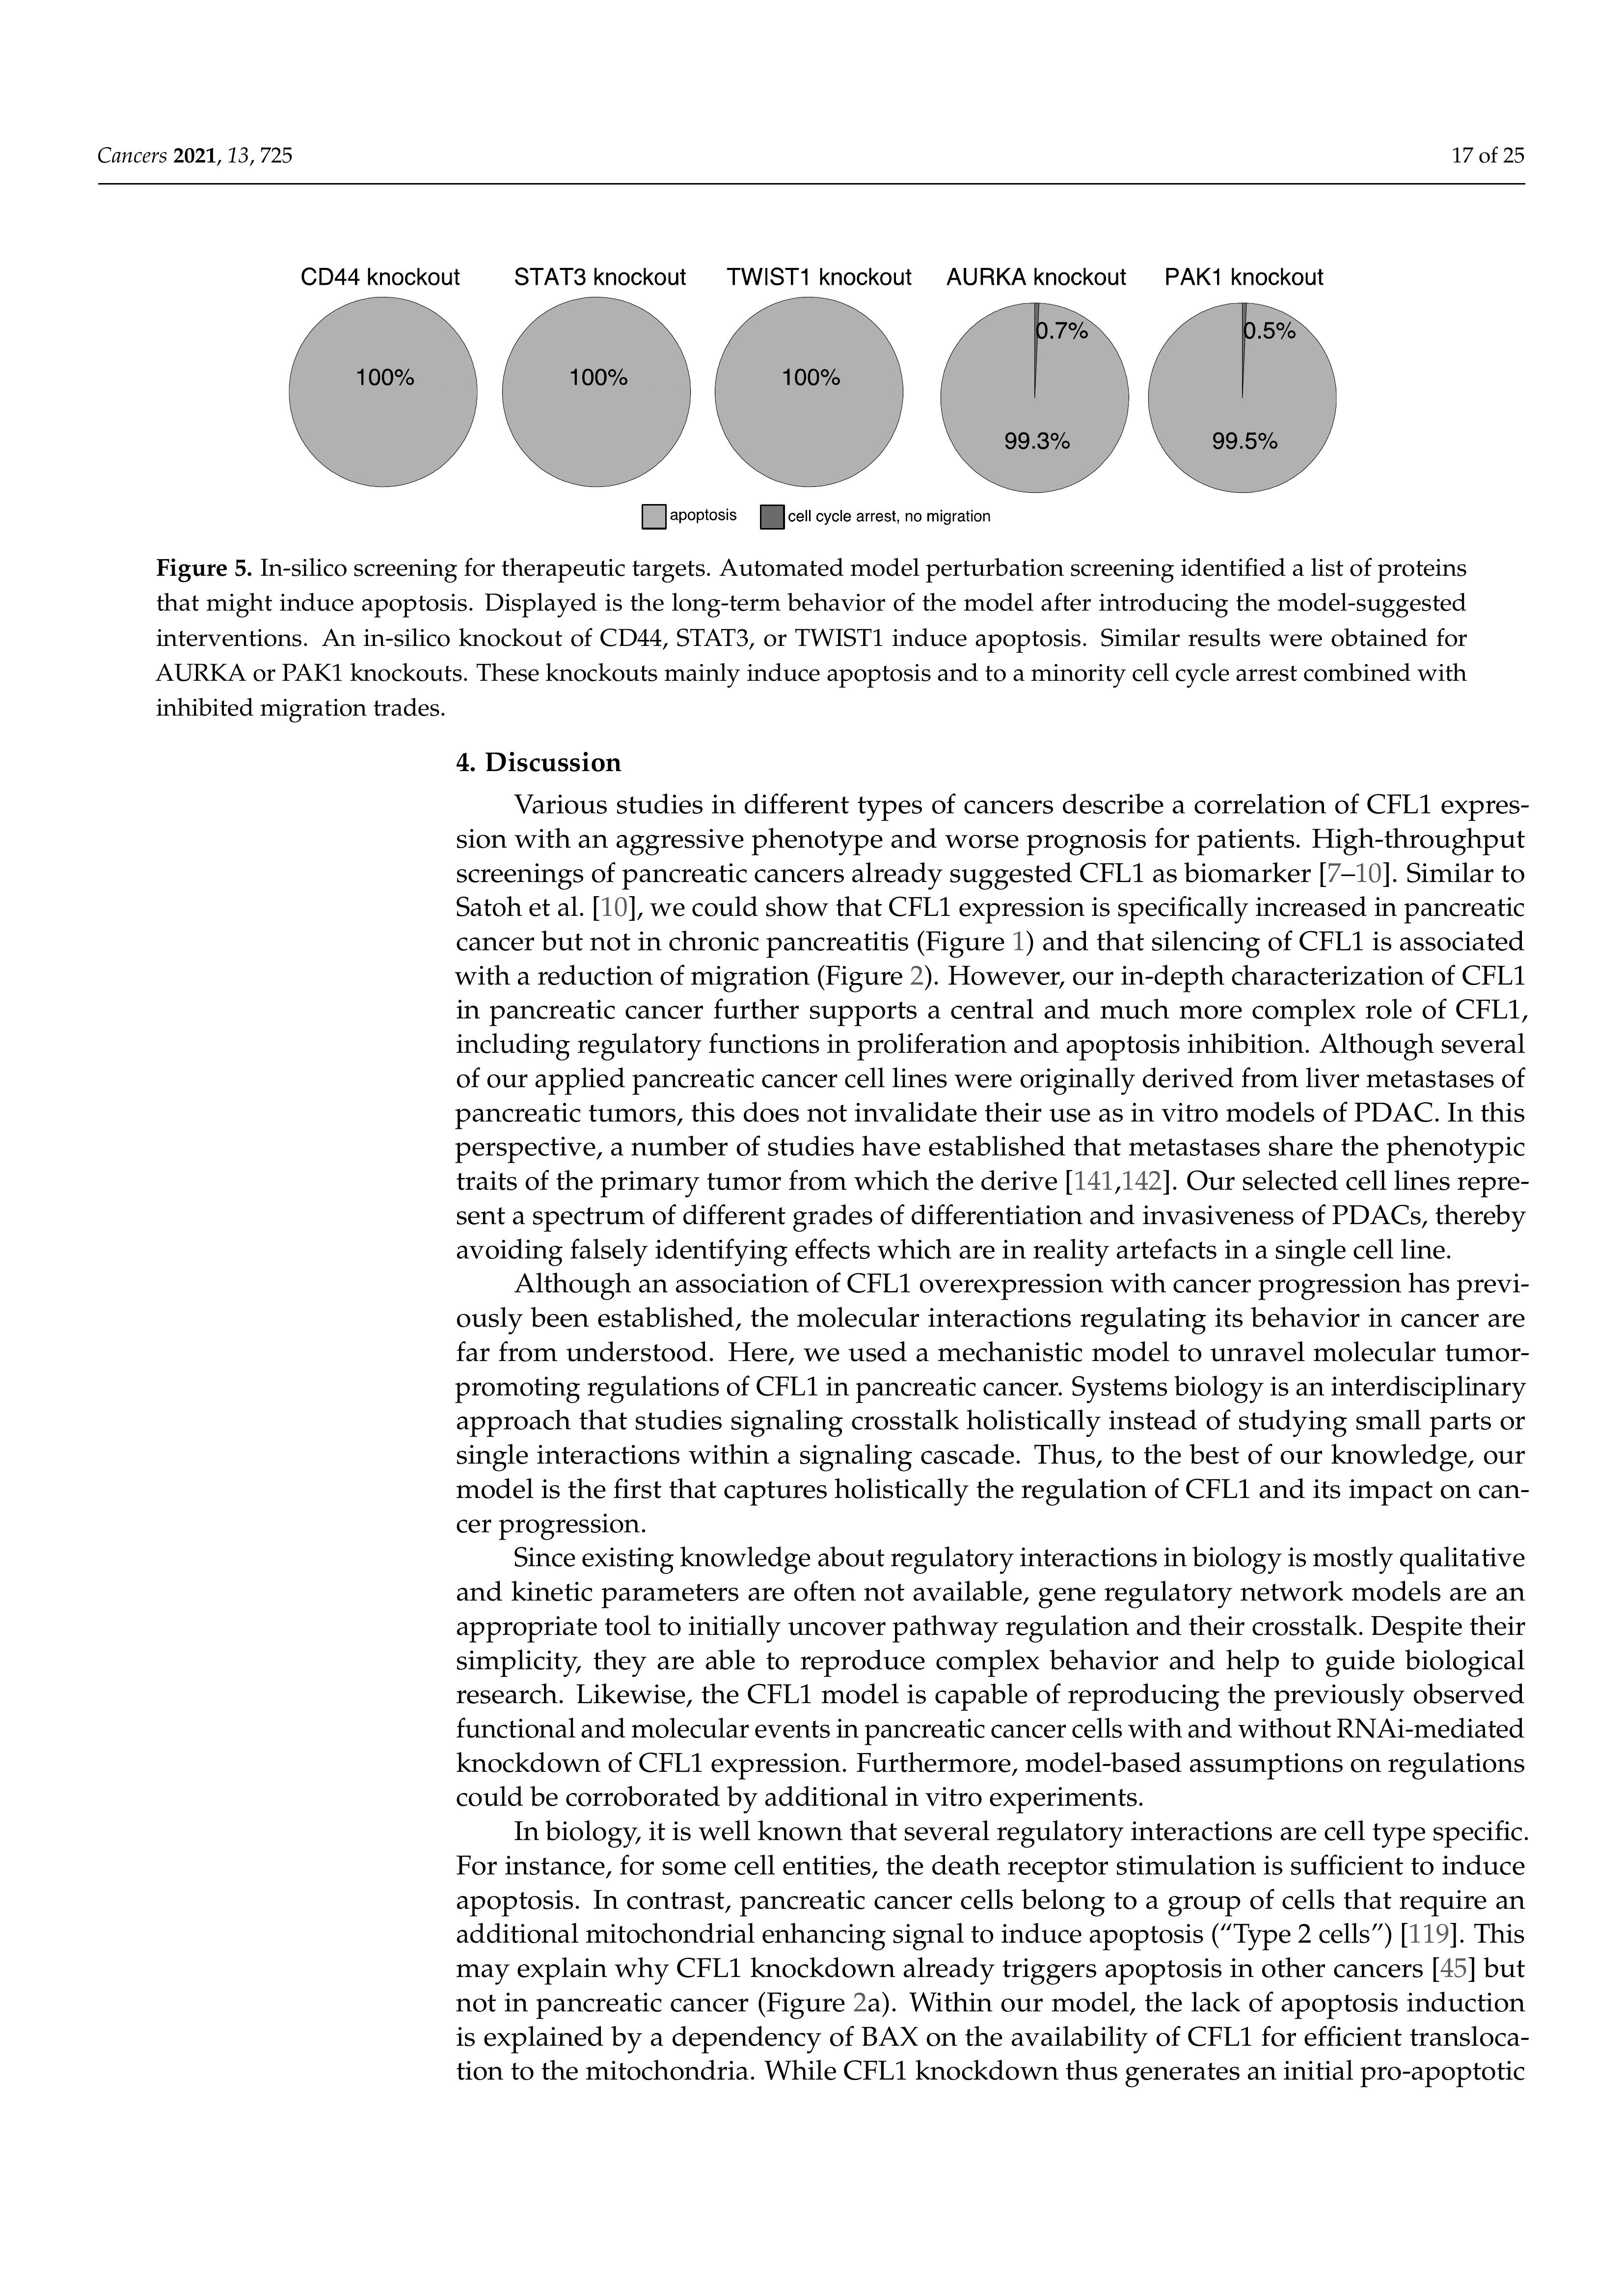 Cancers 2021, 13, 725
17 of 25
CD44 knockout
STAT3 knockout
TWIST1 knockout
AURKA knockout
PAK1 knockout
100%
100%
100%
0.7%
99.3%
0.5%
99.5%
apoptosis
cell cycle arrest, no migration
Figure 5. In-silico screening for therapeutic targets. Automated model perturbation screening identified a list of proteins
that might induce apoptosis. Displayed is the long-term behavior of the model after introducing the model-suggested
interventions. An in-silico knockout of CD44, STAT3, or TWIST1 induce apoptosis. Similar results were obtained for
AURKA or PAK1 knockouts. These knockouts mainly induce apoptosis and to a minority cell cycle arrest combined with
inhibited migration trades.
4. Discussion
Various studies in different types of cancers describe a correlation of CFL1 expres-
sion with an aggressive phenotype and worse prognosis for patients. High-throughput
screenings of pancreatic cancers already suggested CFL1 as biomarker [7–10]. Similar to
Satoh et al. [10], we could show that CFL1 expression is specifically increased in pancreatic
cancer but not in chronic pancreatitis (Figure 1) and that silencing of CFL1 is associated
with a reduction of migration (Figure 2). However, our in-depth characterization of CFL1
in pancreatic cancer further supports a central and much more complex role of CFL1,
including regulatory functions in proliferation and apoptosis inhibition. Although several
of our applied pancreatic cancer cell lines were originally derived from liver metastases of
pancreatic tumors, this does not invalidate their use as in vitro models of PDAC. In this
perspective, a number of studies have established that metastases share the phenotypic
traits of the primary tumor from which the derive [141,142]. Our selected cell lines repre-
sent a spectrum of different grades of differentiation and invasiveness of PDACs, thereby
avoiding falsely identifying effects which are in reality artefacts in a single cell line.
Although an association of CFL1 overexpression with cancer progression has previ-
ously been established, the molecular interactions regulating its behavior in cancer are
far from understood. Here, we used a mechanistic model to unravel molecular tumor-
promoting regulations of CFL1 in pancreatic cancer. Systems biology is an interdisciplinary
approach that studies signaling crosstalk holistically instead of studying small parts or
single interactions within a signaling cascade. Thus, to the best of our knowledge, our
model is the first that captures holistically the regulation of CFL1 and its impact on can-
cer progression.
Since existing knowledge about regulatory interactions in biology is mostly qualitative
and kinetic parameters are often not available, gene regulatory network models are an
appropriate tool to initially uncover pathway regulation and their crosstalk. Despite their
simplicity, they are able to reproduce complex behavior and help to guide biological
research. Likewise, the CFL1 model is capable of reproducing the previously observed
functional and molecular events in pancreatic cancer cells with and without RNAi-mediated
knockdown of CFL1 expression. Furthermore, model-based assumptions on regulations
could be corroborated by additional in vitro experiments.
In biology, it is well known that several regulatory interactions are cell type specific.
For instance, for some cell entities, the death receptor stimulation is sufficient to induce
apoptosis. In contrast, pancreatic cancer cells belong to a group of cells that require an
additional mitochondrial enhancing signal to induce apoptosis (“Type 2 cells”) [119]. This
may explain why CFL1 knockdown already triggers apoptosis in other cancers [45] but
not in pancreatic cancer (Figure 2a). Within our model, the lack of apoptosis induction
is explained by a dependency of BAX on the availability of CFL1 for efficient transloca-
tion to the mitochondria. While CFL1 knockdown thus generates an initial pro-apoptotic